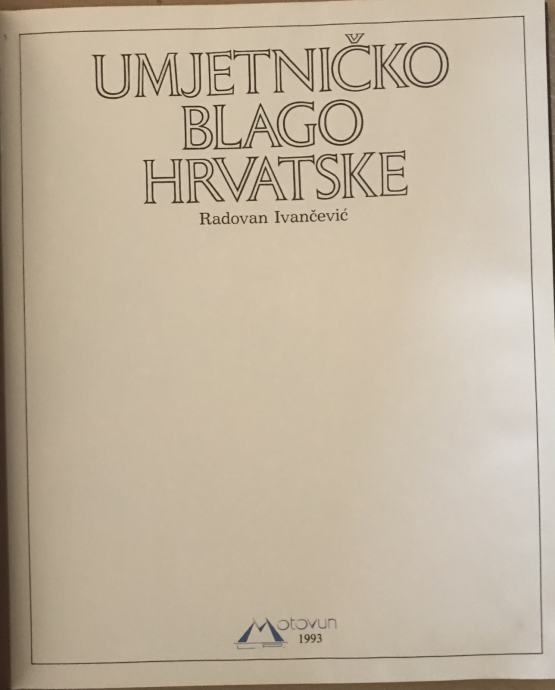 UMJETNIČKO
BLAGO
HRVATSKE
Radovan Ivančević
Motovun
1993